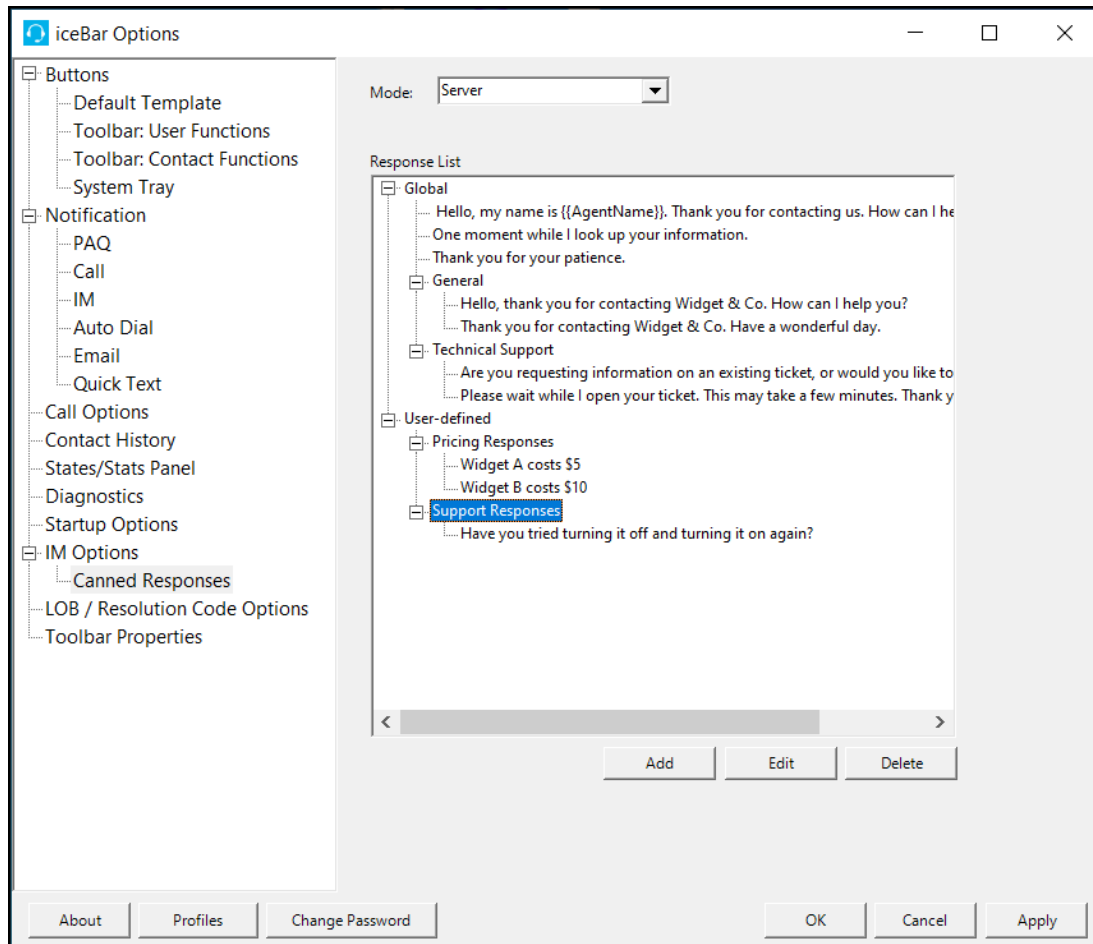 iceBar Options
Buttons
Default Template
Toolbar: User Functions
Toolbar: Contact Functions
System Tray
Notification
PAQ
Call
IM
Auto Dial
Email
Quick Text
Call Options
Contact History
States/Stats Panel
Diagnostics
Startup Options
IM Options
Canned Responses
LOB / Resolution Code Options
Toolbar Properties
Mode: Server
Response List
Global
Hello, my name is {{AgentName}}. Thank you for contacting us. How can I he
One moment while I look up your information.
Thank you for your patience.
General
Hello, thank you for contacting Widget & Co. How can I help you?
Thank you for contacting Widget & Co. Have a wonderful day.
Technical Support
Are you requesting information on an existing ticket, or would you like to
Please wait while I open your ticket. This may take a few minutes. Thank y
User-defined
Pricing Responses
Widget A costs $5
Widget B costs $10
Support Responses
Have you tried turning it off and turning it on again?
Add Edit Delete
About Profiles Change Password OK Cancel Apply